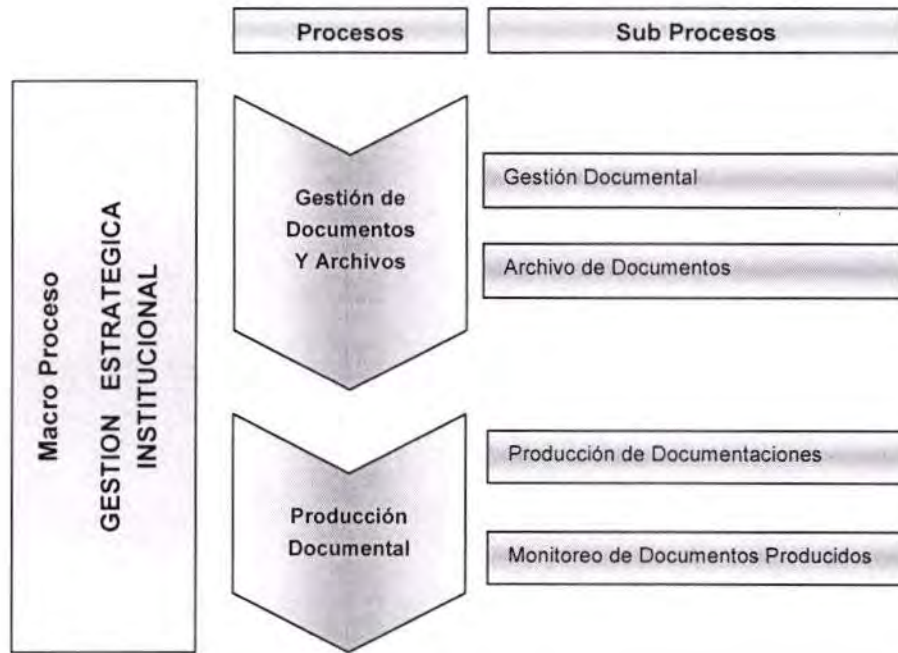 Procesos
Sub Procesos
Macro Proceso
GESTION ESTRATEGICA
INSTITUCIONAL
Gestión de
Documentos
Y Archivos
Gestión Documental
Archivo de Documentos
Producción
Documental
Producción de Documentaciones
Monitoreo de Documentos Producidos